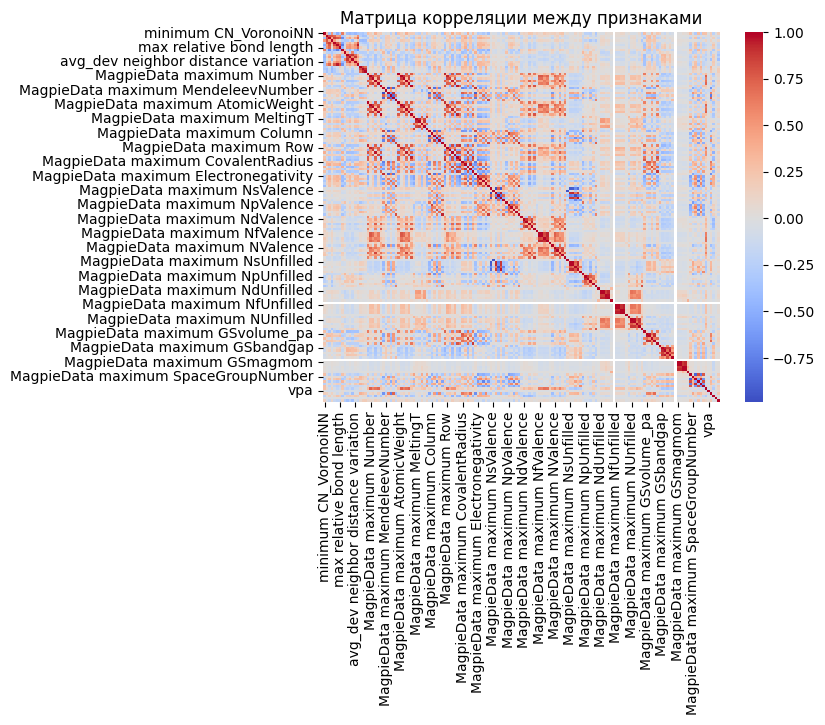 Матрица корреляции между признаками
minimum CN_VoronoiNN
max relative bond length
avg_dev neighbor distance variation
MagpieData maximum Number
MagpieData maximum MendeleevNumber
MagpieData maximum AtomicWeight
MagpieData maximum MeltingT
MagpieData maximum Column
MagpieData maximum Row
MagpieData maximum CovalentRadius
MagpieData maximum Electronegativity
MagpieData maximum NsValence
MagpieData maximum NpValence
MagpieData maximum NdValence
MagpieData maximum NfValence
MagpieData maximum NValence
MagpieData maximum NsUnfilled
MagpieData maximum NpUnfilled
MagpieData maximum NdUnfilled
MagpieData maximum NfUnfilled
MagpieData maximum NUnfilled
MagpieData maximum GSvolume_pa
MagpieData maximum GSbandgap
MagpieData maximum GSmagmom
MagpieData maximum SpaceGroupNumber
vpa
1.00
0.75
0.50
0.25
0.00
−0.25
−0.50
−0.75
minimum CN_VoronoiNN
max relative bond length
avg_dev neighbor distance variation
MagpieData maximum Number
MagpieData maximum MendeleevNumber
MagpieData maximum AtomicWeight
MagpieData maximum MeltingT
MagpieData maximum Column
MagpieData maximum Row
MagpieData maximum CovalentRadius
MagpieData maximum Electronegativity
MagpieData maximum NsValence
MagpieData maximum NpValence
MagpieData maximum NdValence
MagpieData maximum NfValence
MagpieData maximum NValence
MagpieData maximum NsUnfilled
MagpieData maximum NpUnfilled
MagpieData maximum NdUnfilled
MagpieData maximum NfUnfilled
MagpieData maximum NUnfilled
MagpieData maximum GSvolume_pa
MagpieData maximum GSbandgap
MagpieData maximum GSmagmom
MagpieData maximum SpaceGroupNumber
vpa